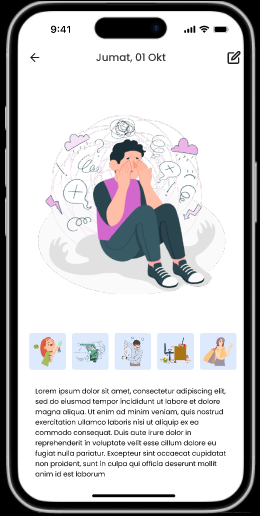 9:41
Jumat, 01 Okt
Lorem ipsum dolor sit amet, consectetur adipiscing elit,
sed do eiusmod tempor incididunt ut labore et dolore
magna aliqua. Ut enim ad minim veniam, quis nostrud
exercitation ullamco laboris nisi ut aliquip ex ea
commodo consequat. Duis aute irure dolor in
reprehenderit in voluptate velit esse cillum dolore eu
fugiat nulla pariatur. Excepteur sint occaecat cupidatat
non proident, sunt in culpa qui officia deserunt mollit
anim id est laborum